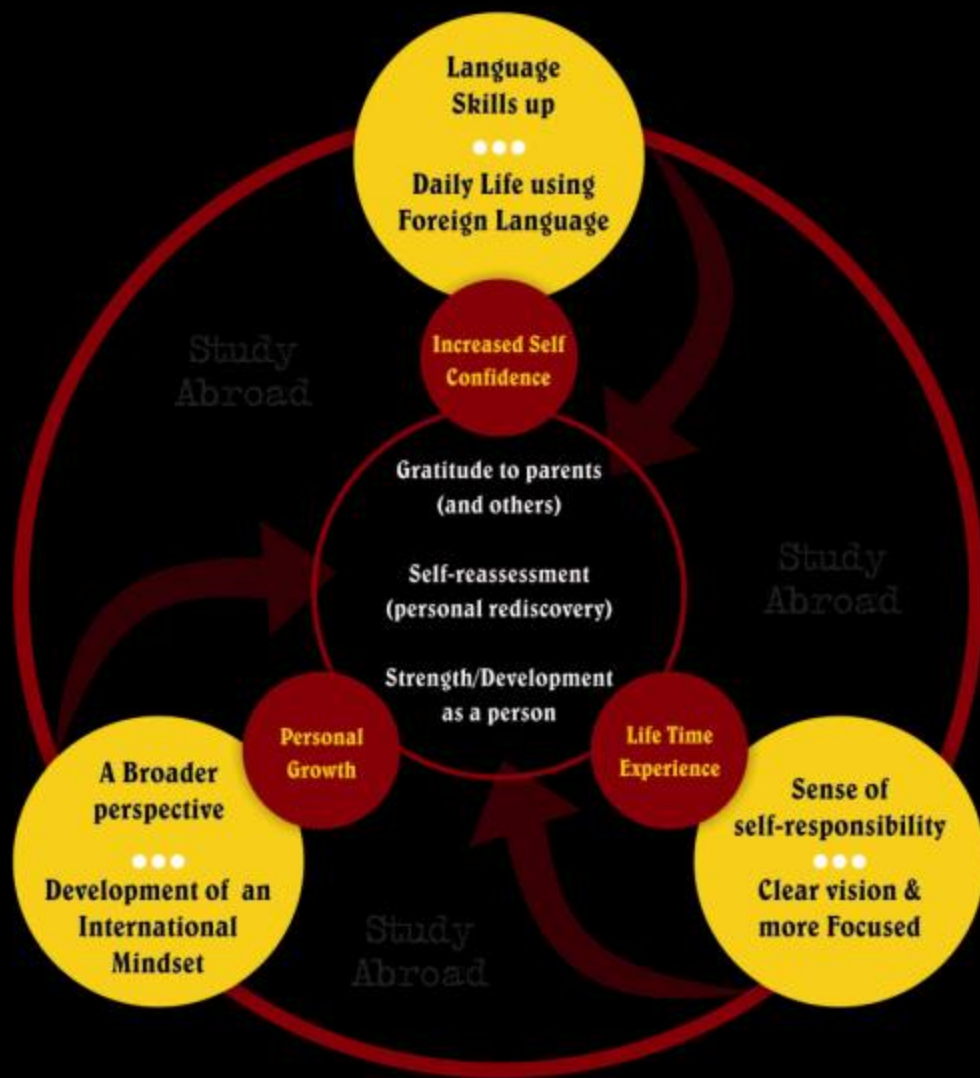 Language
Skills up
Daily Life using
Foreign Language
Increased Self
Confidence
Study
Abroad
Gratitude to parents
(and others)
Self-reassessment
(personal rediscovery)
Strength/Development
as a person
Study
Abroad
Personal
Growth
Life Time
Experience
A Broader
perspective
Development of an
International
Mindset
Sense of
self-responsibility
Clear vision &
more Focused
Study
Abroad